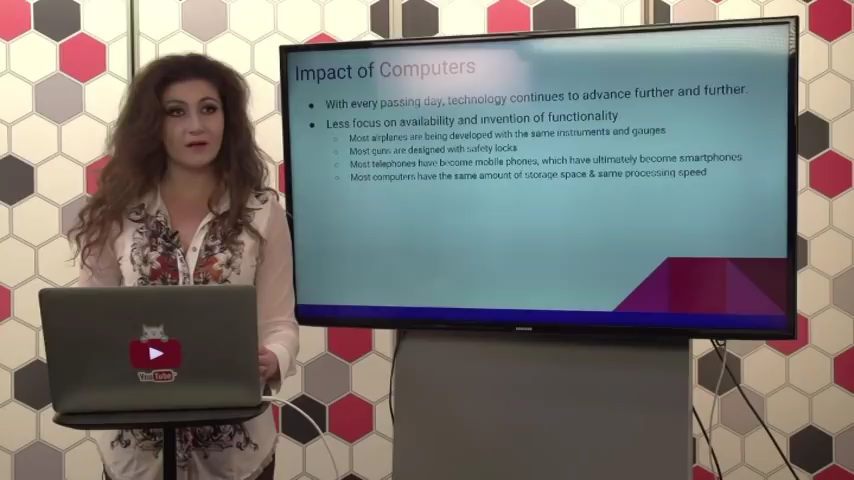 Impact of Computers
With every passing day, technology continues to advance further and further.
Less focus on availability and invention of functionality
Most airplanes are being developed with the same instruments and gauges
Most guns are designed with safety locks
Most telephones have become mobile phones, which have ultimately become smartphones
Most computers have the same amount of storage space & same processing speed
YouTube
SAMSUNG